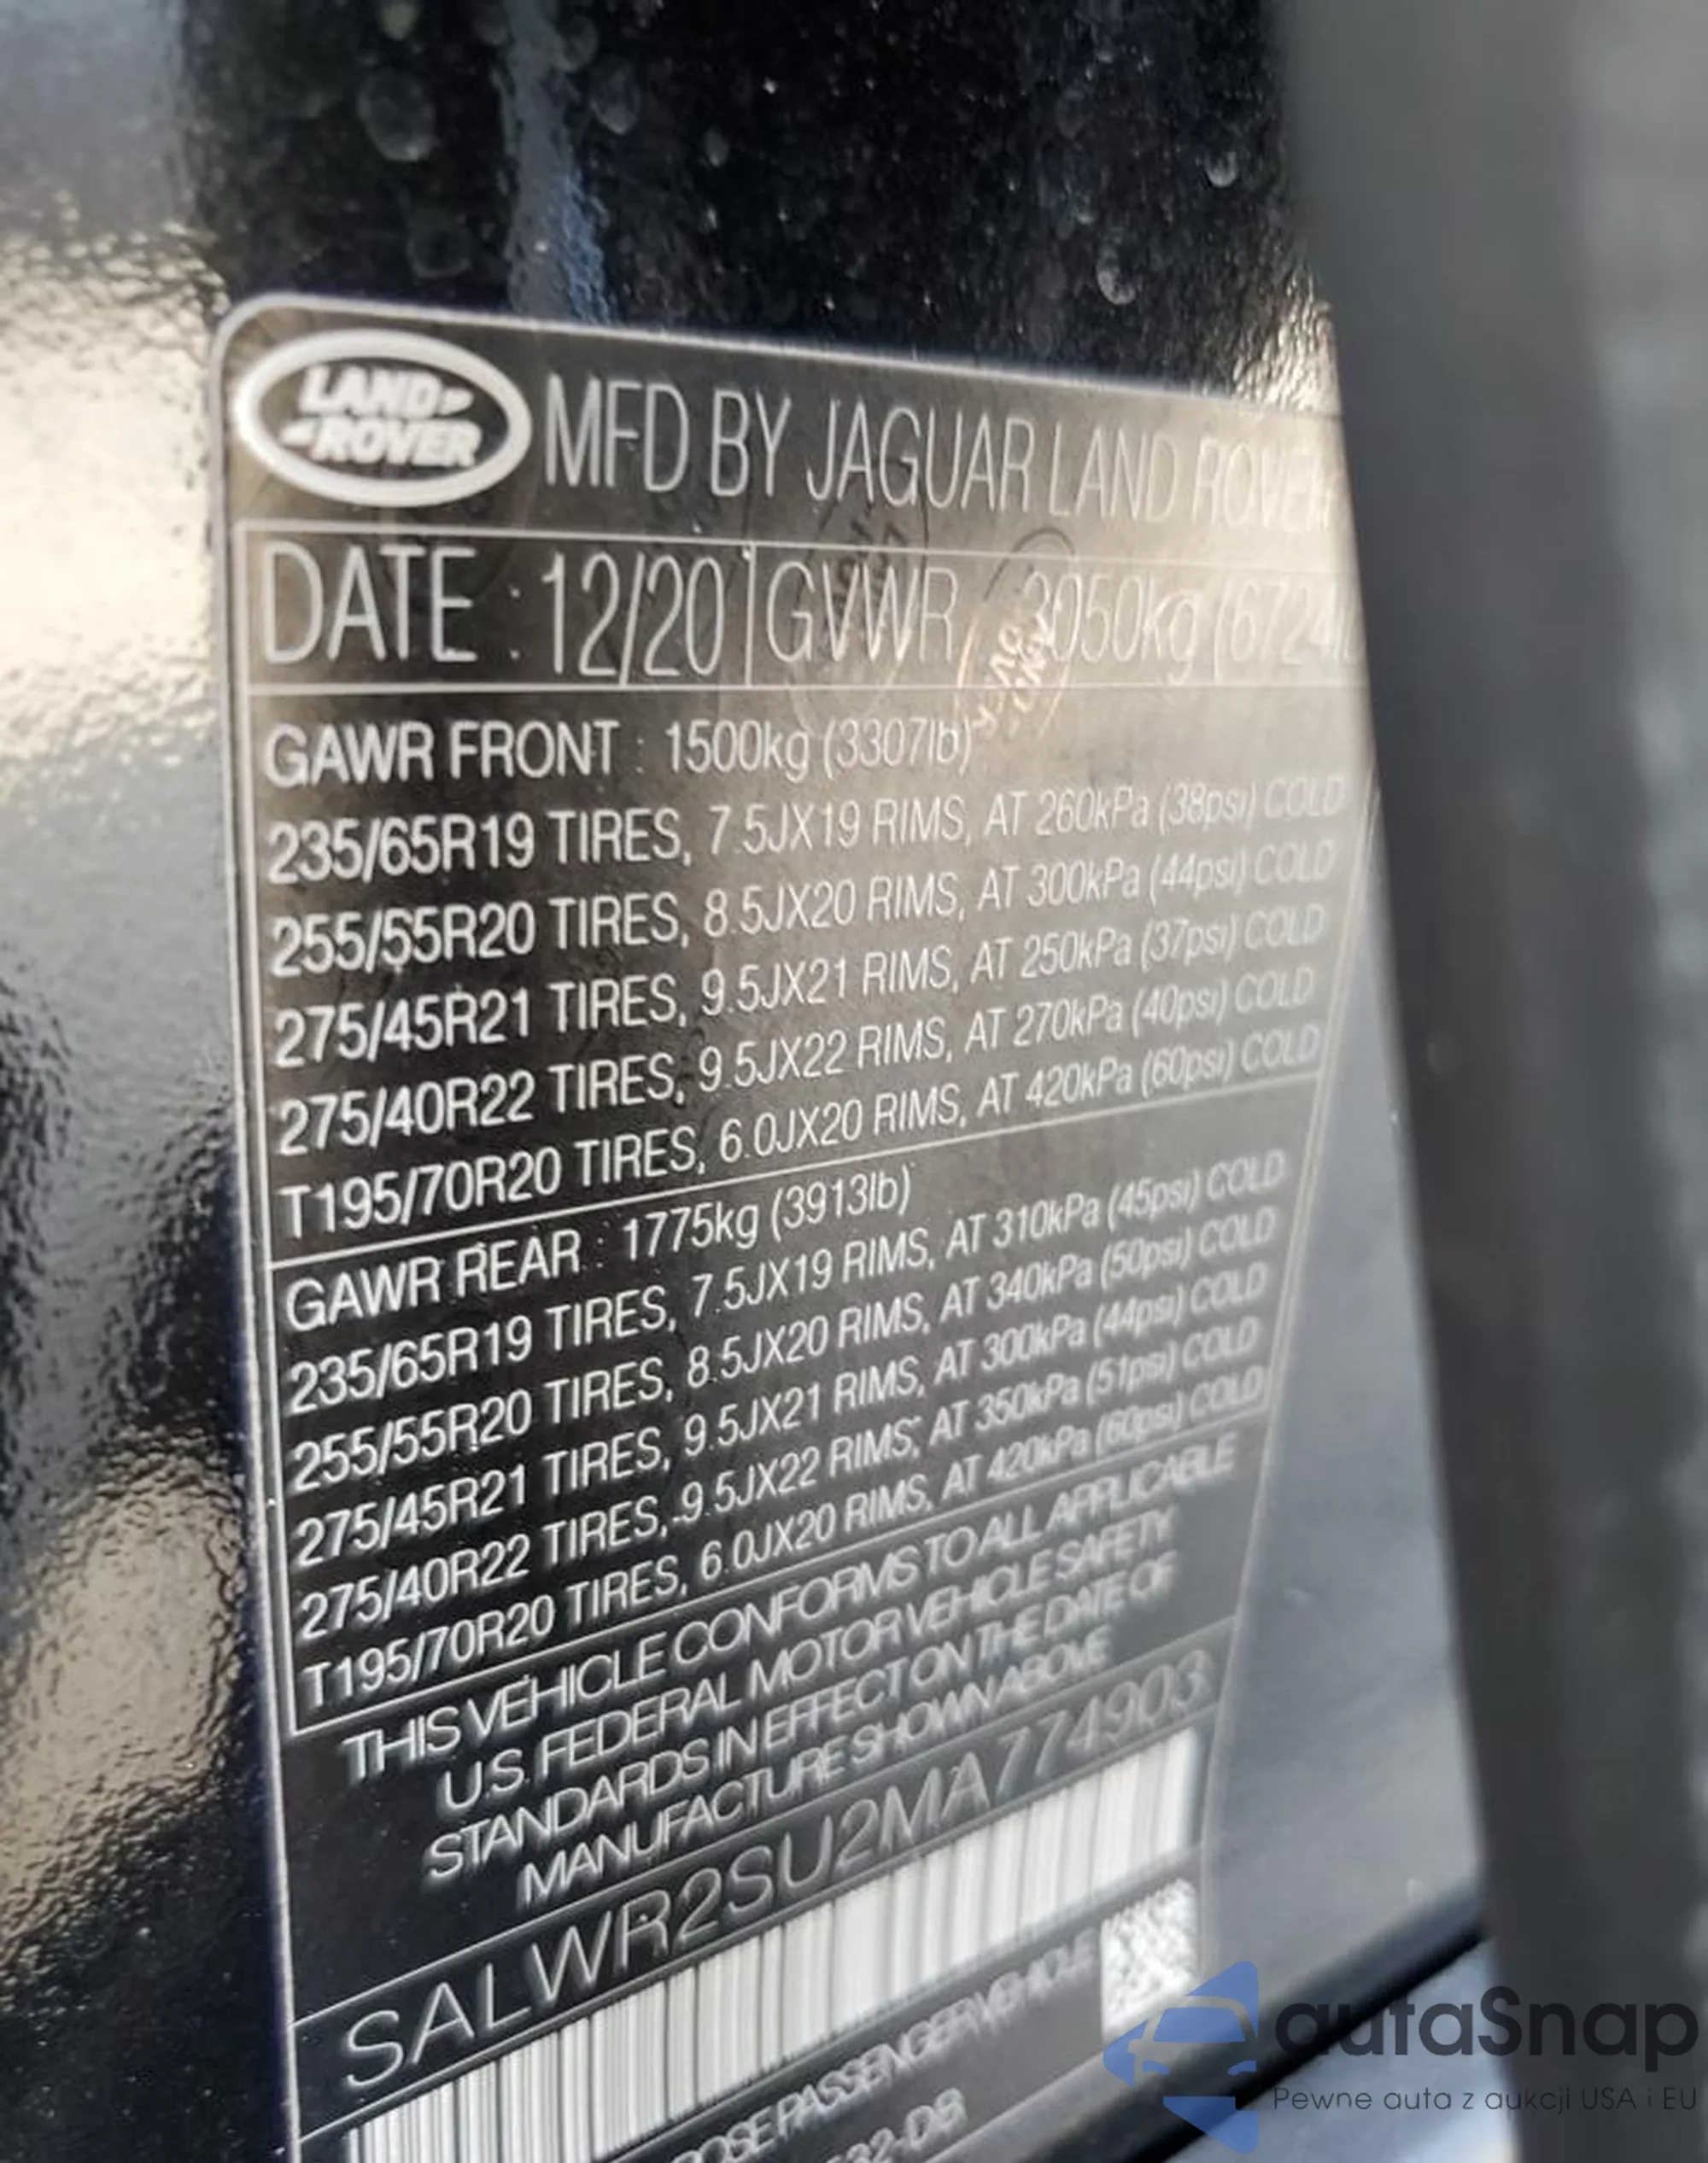 LAND
ROVER
MFD BY JAGUAR LAND ROVER
DATE : 12/20 GVWR : 3050kg (6724lb
GAWR FRONT : 1500kg (3307lb)
235/65R19 TIRES, 7.5JX19 RIMS, AT 260kPa (38psi) COLD
255/55R20 TIRES, 8.5JX20 RIMS, AT 300kPa (44psi) COLD
275/45R21 TIRES, 9.5JX21 RIMS, AT 250kPa (37psi) COLD
275/40R22 TIRES, 9.5JX22 RIMS, AT 270kPa (40psi) COLD
T195/70R20 TIRES, 6.0JX20 RIMS, AT 420kPa (60psi) COLD
GAWR REAR : 1775kg (3913lb)
235/65R19 TIRES, 7.5JX19 RIMS, AT 310kPa (45psi) COLD
255/55R20 TIRES, 8.5JX20 RIMS, AT 340kPa (50psi) COLD
275/45R21 TIRES, 9.5JX21 RIMS, AT 300kPa (44psi) COLD
275/40R22 TIRES, 9.5JX22 RIMS, AT 350kPa (51psi) COLD
T195/70R20 TIRES, 6.0JX20 RIMS, AT 420kPa (60psi) COLD
THIS VEHICLE CONFORMS TO ALL APPLICABLE
U.S. FEDERAL MOTOR VEHICLE SAFETY
STANDARDS IN EFFECT ON THE DATE OF
MANUFACTURE SHOWN ABOVE
SALWR2SU2MA774903
PASSENGER VEHICLE
autaSnap
Pewne auta z aukcji USA i EU